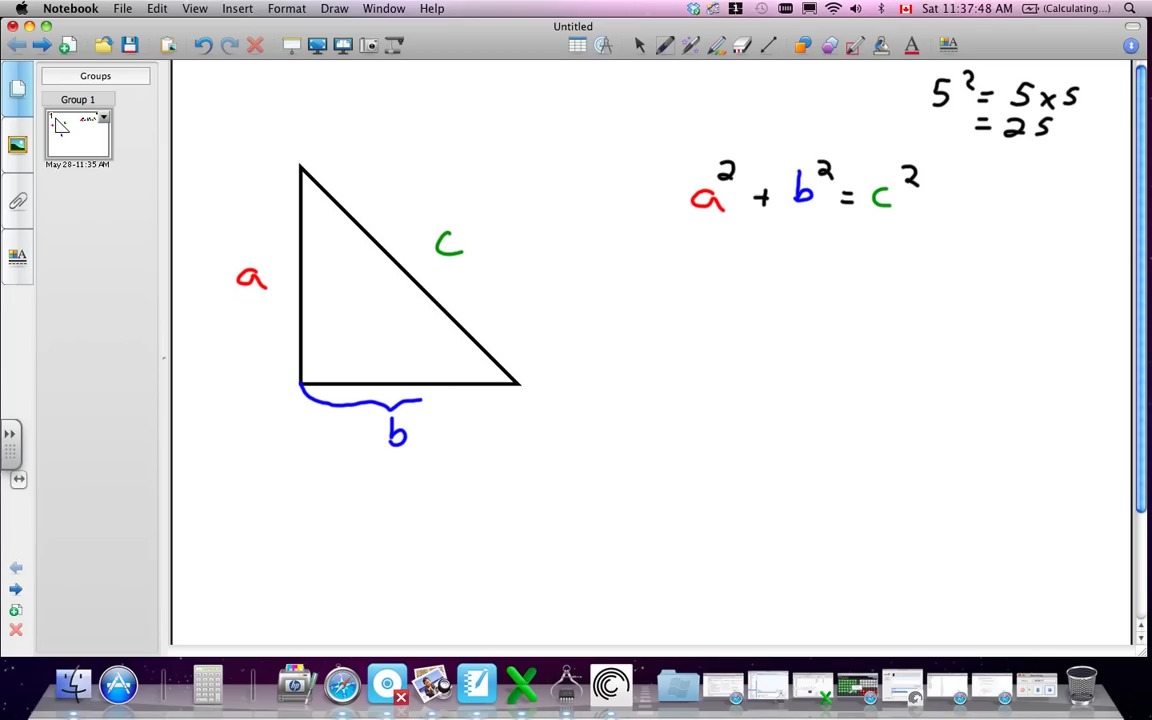 Notebook File Edit View Insert Format Draw Window Help Sat 11:37:48 AM (Calculating...)
Untitled
Groups
Group 1
May 28-11:35 AM
5² = 5 x 5
= 25
a² + b² = c²
a
c
b